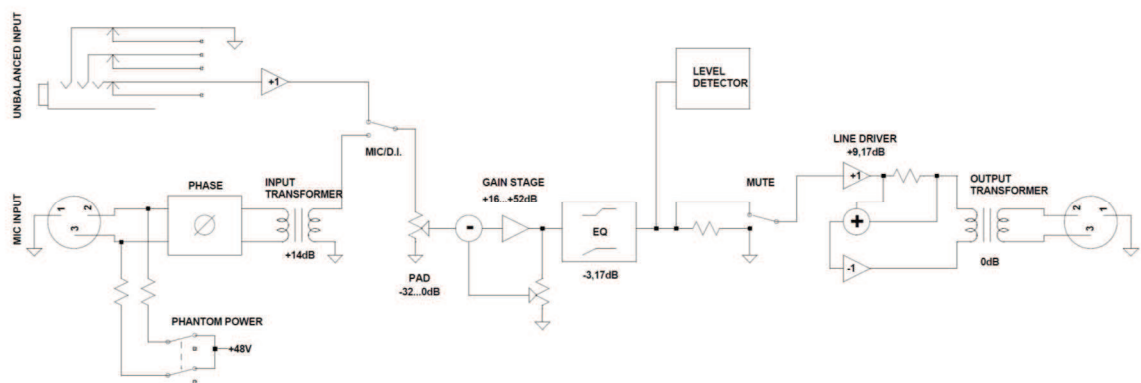 UNBALANCED INPUT
+1
LEVEL
DETECTOR
MIC/D.I.
LINE DRIVER
+9,17dB
+1
MIC INPUT
1
2
3
PHASE
INPUT
TRANSFORMER
+14dB
GAIN STAGE
+16...+52dB
-
PAD
-32...0dB
EQ
-3,17dB
MUTE
+
-1
OUTPUT
TRANSFORMER
0dB
2
1
3
PHANTOM POWER
+48V